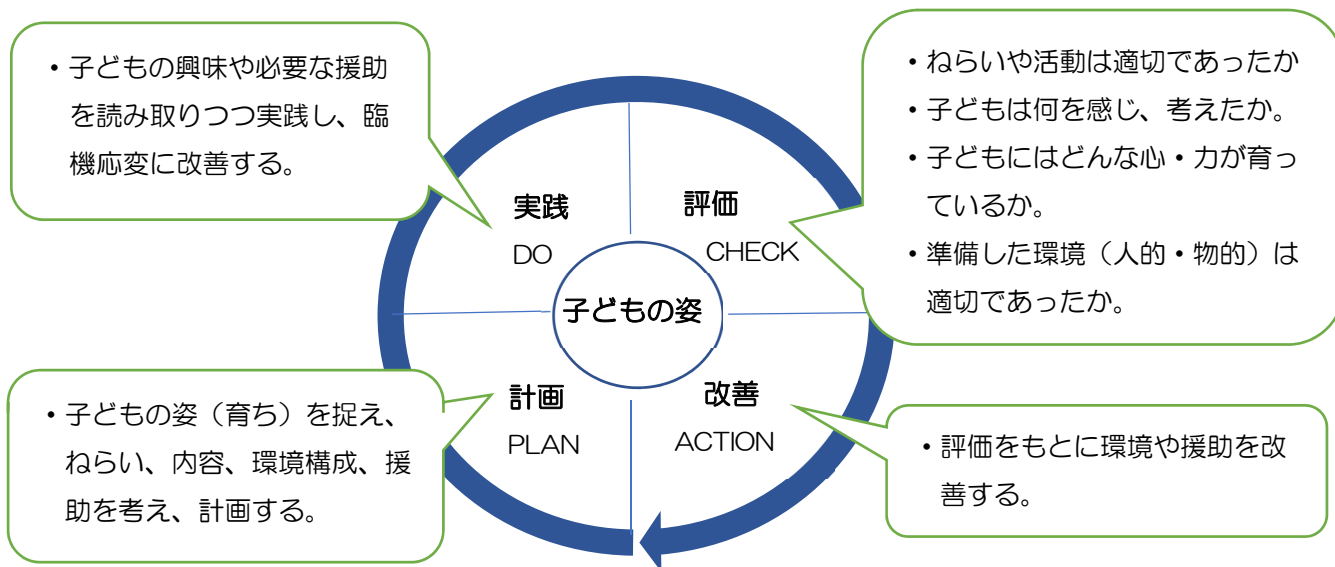 ・子どもの興味や必要な援助
を読み取りつつ実践し、臨
機応変に改善する。
・ねらいや活動は適切であったか
・子どもは何を感じ、考えたか。
・子どもにはどんな心・力が育っ
ているか。
・準備した環境（人的・物的）は
適切であったか。
実践
DO
評価
CHECK
子どもの姿
計画
PLAN
改善
ACTION
・子どもの姿（育ち）を捉え、
ねらい、内容、環境構成、援
助を考え、計画する。
・評価をもとに環境や援助を改
善する。